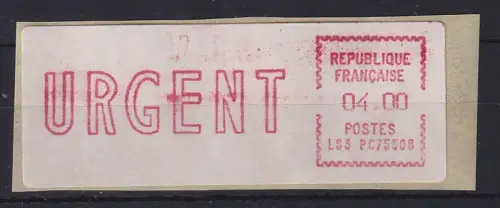 URGENT
REPUBLIQUE
FRANÇAISE
04.00
POSTES
LS3 PC75508